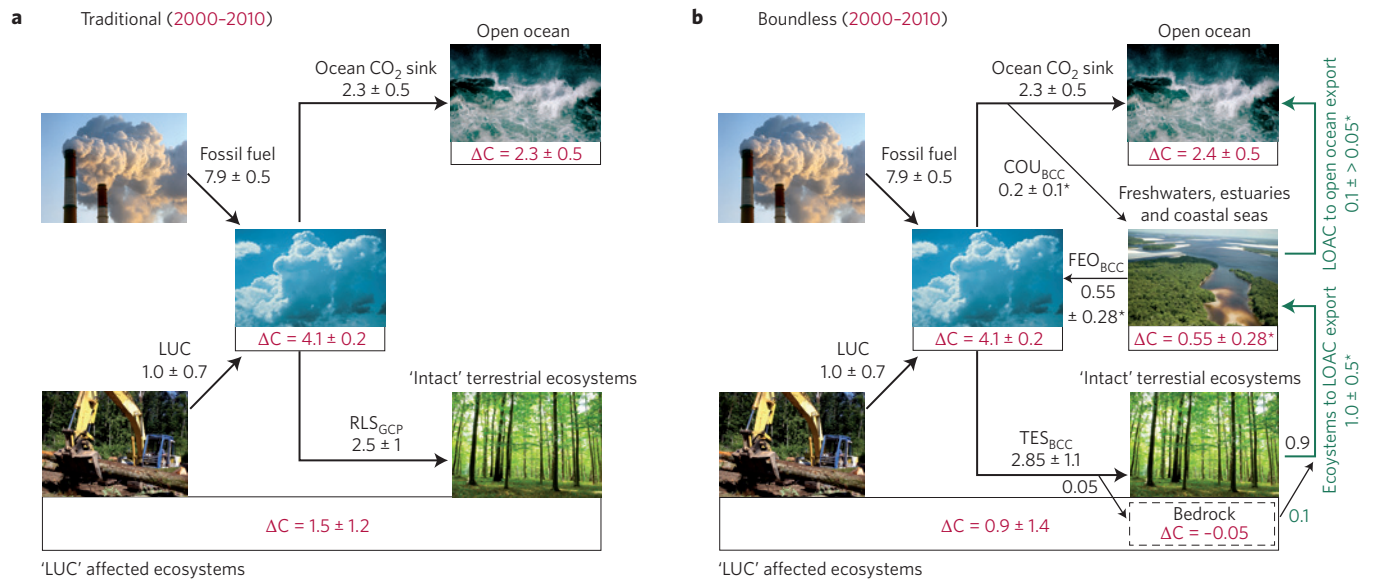 a
Traditional (2000–2010)
Open ocean
Ocean CO₂ sink
2.3 ± 0.5
ΔC = 2.3 ± 0.5
Fossil fuel
7.9 ± 0.5
ΔC = 4.1 ± 0.2
LUC
1.0 ± 0.7
'Intact' terrestrial ecosystems
RLS_GCP
2.5 ± 1
ΔC = 1.5 ± 1.2
'LUC' affected ecosystems
b
Boundless (2000–2010)
Open ocean
Ocean CO₂ sink
2.3 ± 0.5
ΔC = 2.4 ± 0.5
Fossil fuel
7.9 ± 0.5
COU_BCC
0.2 ± 0.1*
Freshwaters, estuaries
and coastal seas
FEO_BCC
0.55
± 0.28*
ΔC = 4.1 ± 0.2
ΔC = 0.55 ± 0.28*
LUC
1.0 ± 0.7
'Intact' terrestial ecosystems
TES_BCC
2.85 ± 1.1
0.05
0.9
Bedrock
ΔC = –0.05
0.1
ΔC = 0.9 ± 1.4
'LUC' affected ecosystems
LOAC to open ocean export
0.1 ± > 0.05*
Ecoystems to LOAC export
1.0 ± 0.5*